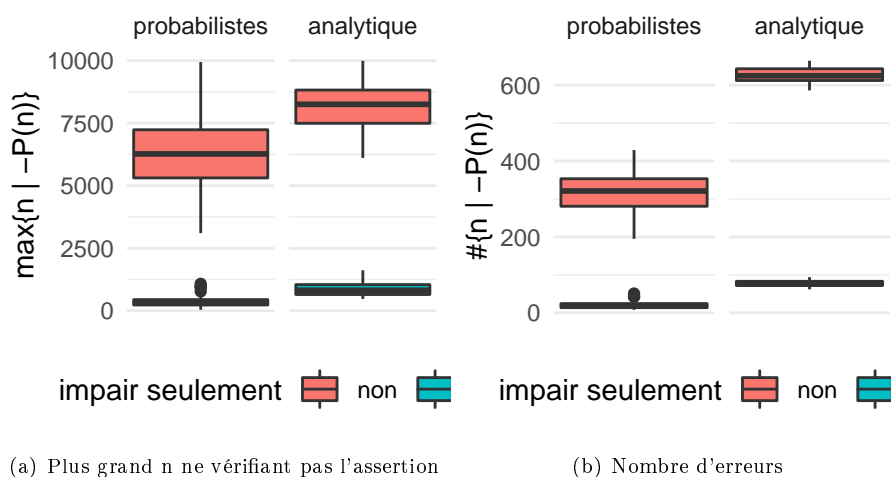 probabilistes analytique
max{n | ¬P(n)}
10000
7500
5000
2500
0
impair seulement non
(a) Plus grand n ne vérifiant pas l'assertion
probabilistes analytique
#{n | ¬P(n)}
600
400
200
0
impair seulement non
(b) Nombre d'erreurs